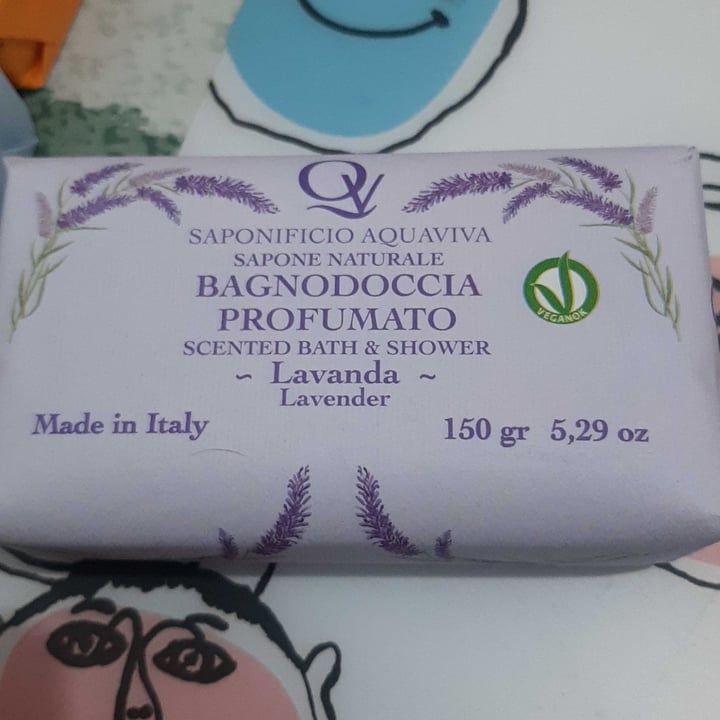 QV
SAPONIFICIO AQUAVIVA
SAPONE NATURALE
BAGNODOCCIA
PROFUMATO
SCENTED BATH & SHOWER
~ Lavanda ~
Lavender
VEGANOK
Made in Italy
150 gr 5,29 oz